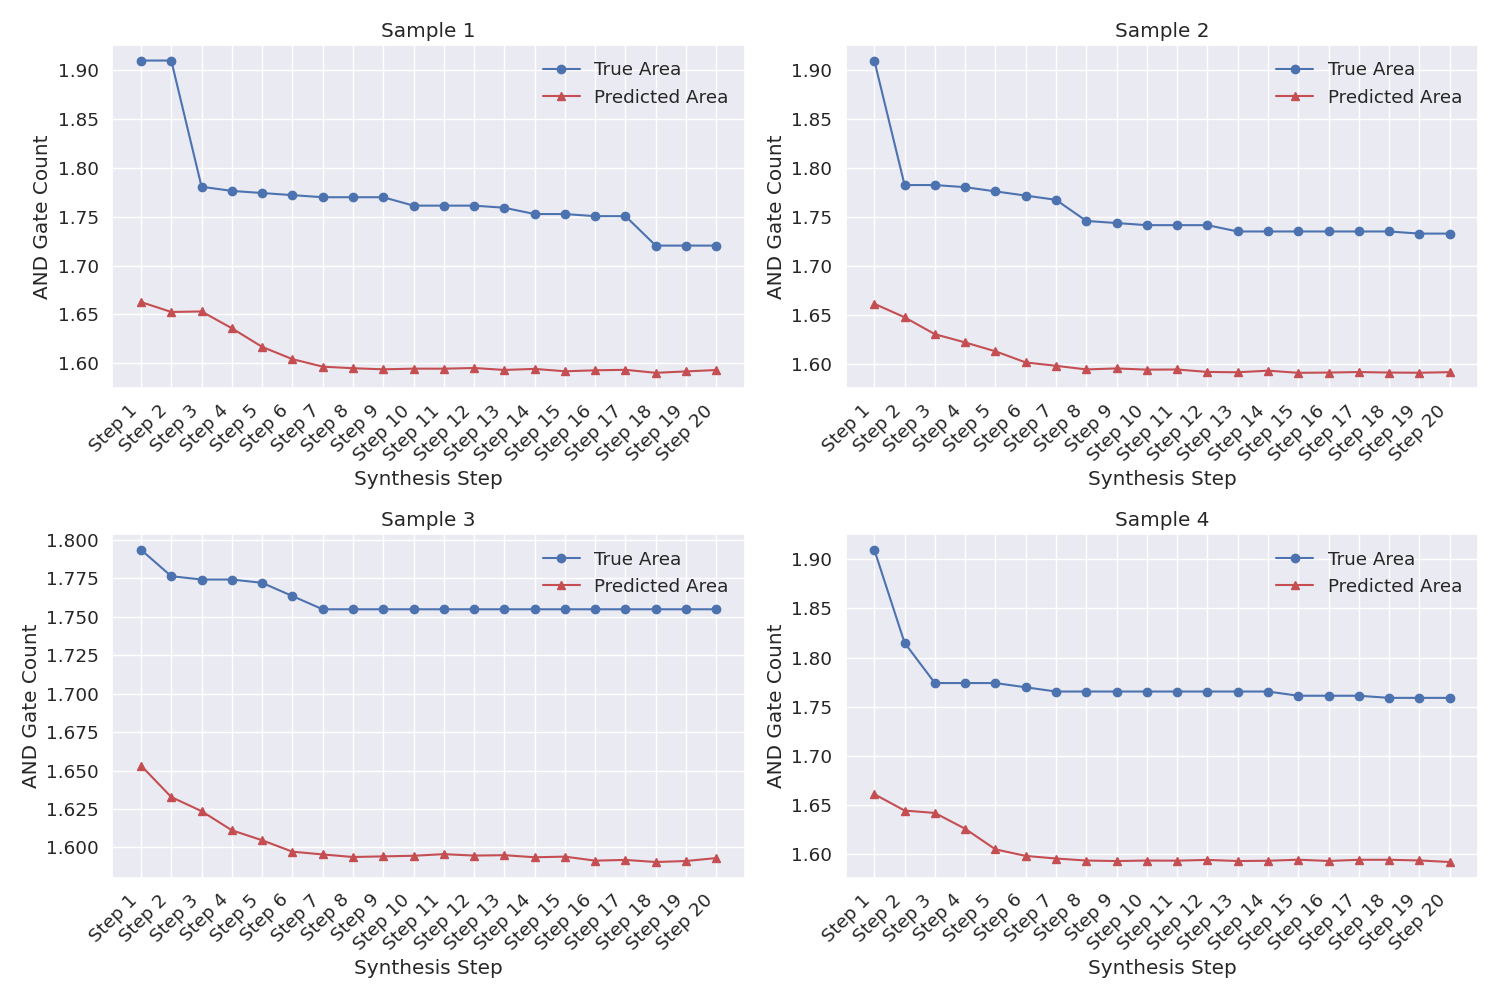 Sample 1
AND Gate Count
1.90
1.85
1.80
1.75
1.70
1.65
1.60
True Area
Predicted Area
Step 1
Step 2
Step 3
Step 4
Step 5
Step 6
Step 7
Step 8
Step 9
Step 10
Step 11
Step 12
Step 13
Step 14
Step 15
Step 16
Step 17
Step 18
Step 19
Step 20
Synthesis Step
Sample 2
AND Gate Count
1.90
1.85
1.80
1.75
1.70
1.65
1.60
True Area
Predicted Area
Step 1
Step 2
Step 3
Step 4
Step 5
Step 6
Step 7
Step 8
Step 9
Step 10
Step 11
Step 12
Step 13
Step 14
Step 15
Step 16
Step 17
Step 18
Step 19
Step 20
Synthesis Step
Sample 3
AND Gate Count
1.800
1.775
1.750
1.725
1.700
1.675
1.650
1.625
1.600
True Area
Predicted Area
Step 1
Step 2
Step 3
Step 4
Step 5
Step 6
Step 7
Step 8
Step 9
Step 10
Step 11
Step 12
Step 13
Step 14
Step 15
Step 16
Step 17
Step 18
Step 19
Step 20
Synthesis Step
Sample 4
AND Gate Count
1.90
1.85
1.80
1.75
1.70
1.65
1.60
True Area
Predicted Area
Step 1
Step 2
Step 3
Step 4
Step 5
Step 6
Step 7
Step 8
Step 9
Step 10
Step 11
Step 12
Step 13
Step 14
Step 15
Step 16
Step 17
Step 18
Step 19
Step 20
Synthesis Step